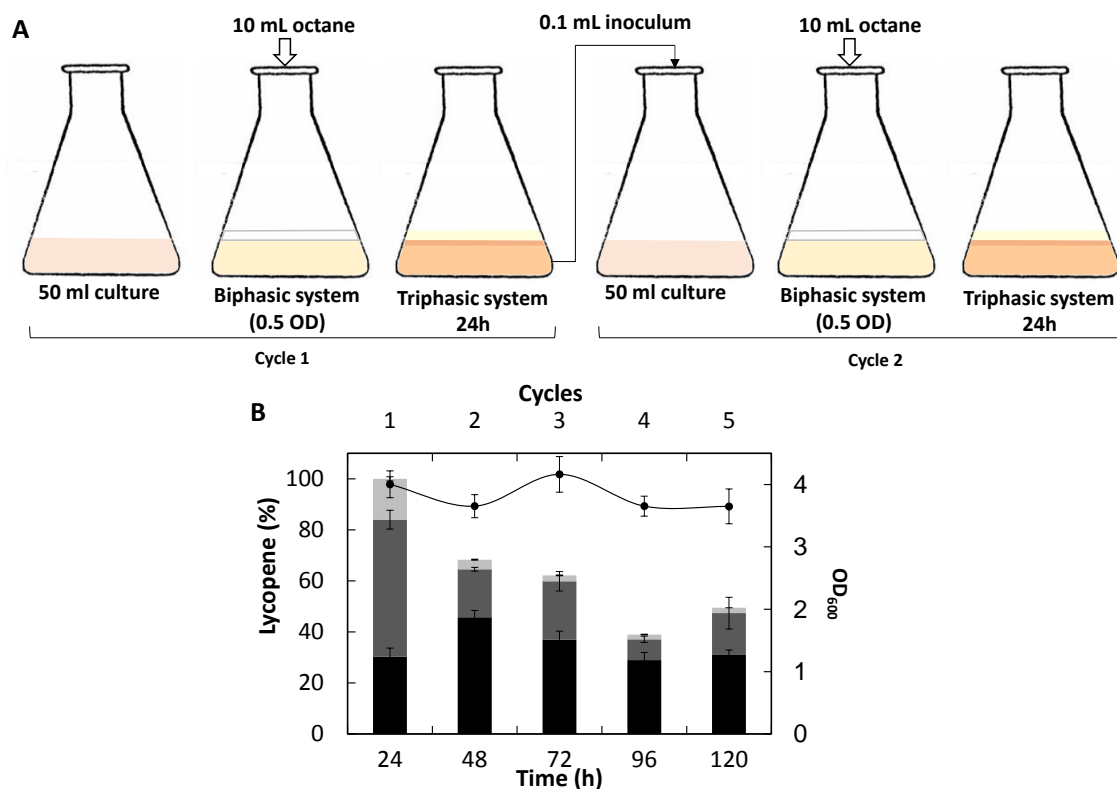 A
10 mL octane
0.1 mL inoculum
10 mL octane
50 ml culture
Biphasic system
(0.5 OD)
Triphasic system
24h
50 ml culture
Biphasic system
(0.5 OD)
Triphasic system
24h
Cycle 1
Cycle 2
B
Cycles
1 2 3 4 5
Lycopene (%)
100
80
60
40
20
0
4
3
2
1
0
OD600
24 48 72 96 120
Time (h)